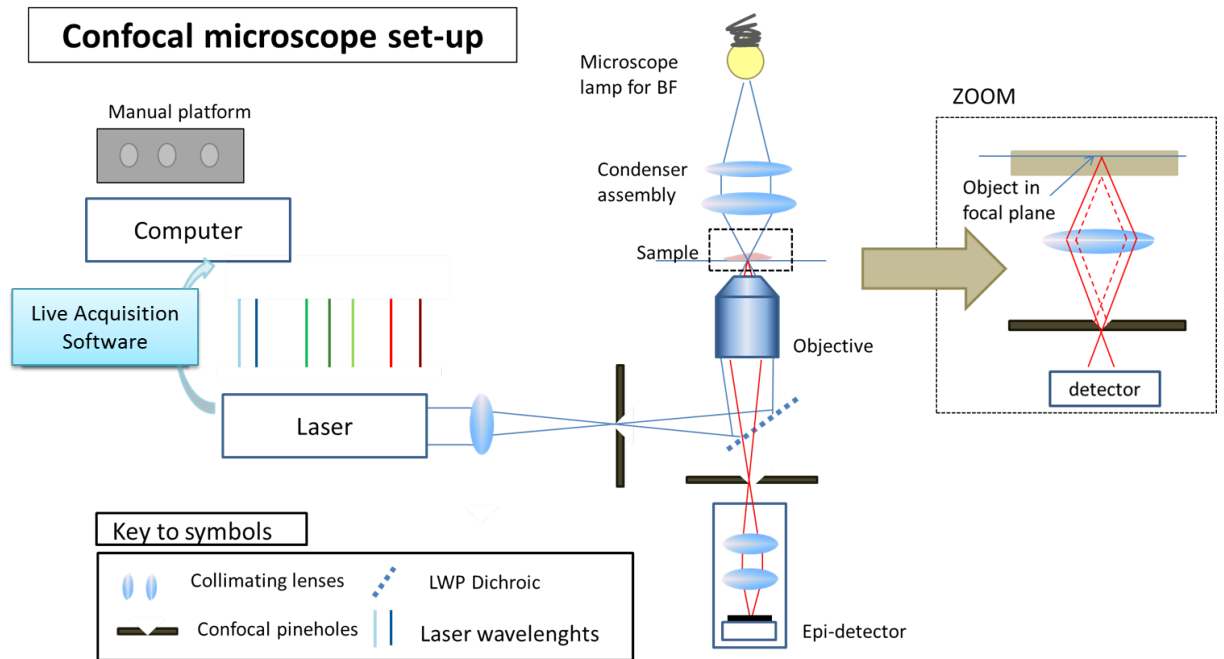 Confocal microscope set-up
Manual platform
Computer
Live Acquisition
Software
Laser
Microscope
lamp for BF
Condenser
assembly
Sample
Objective
Epi-detector
ZOOM
Object in
focal plane
detector
Key to symbols
Collimating lenses
LWP Dichroic
Confocal pineholes
Laser wavelenghts